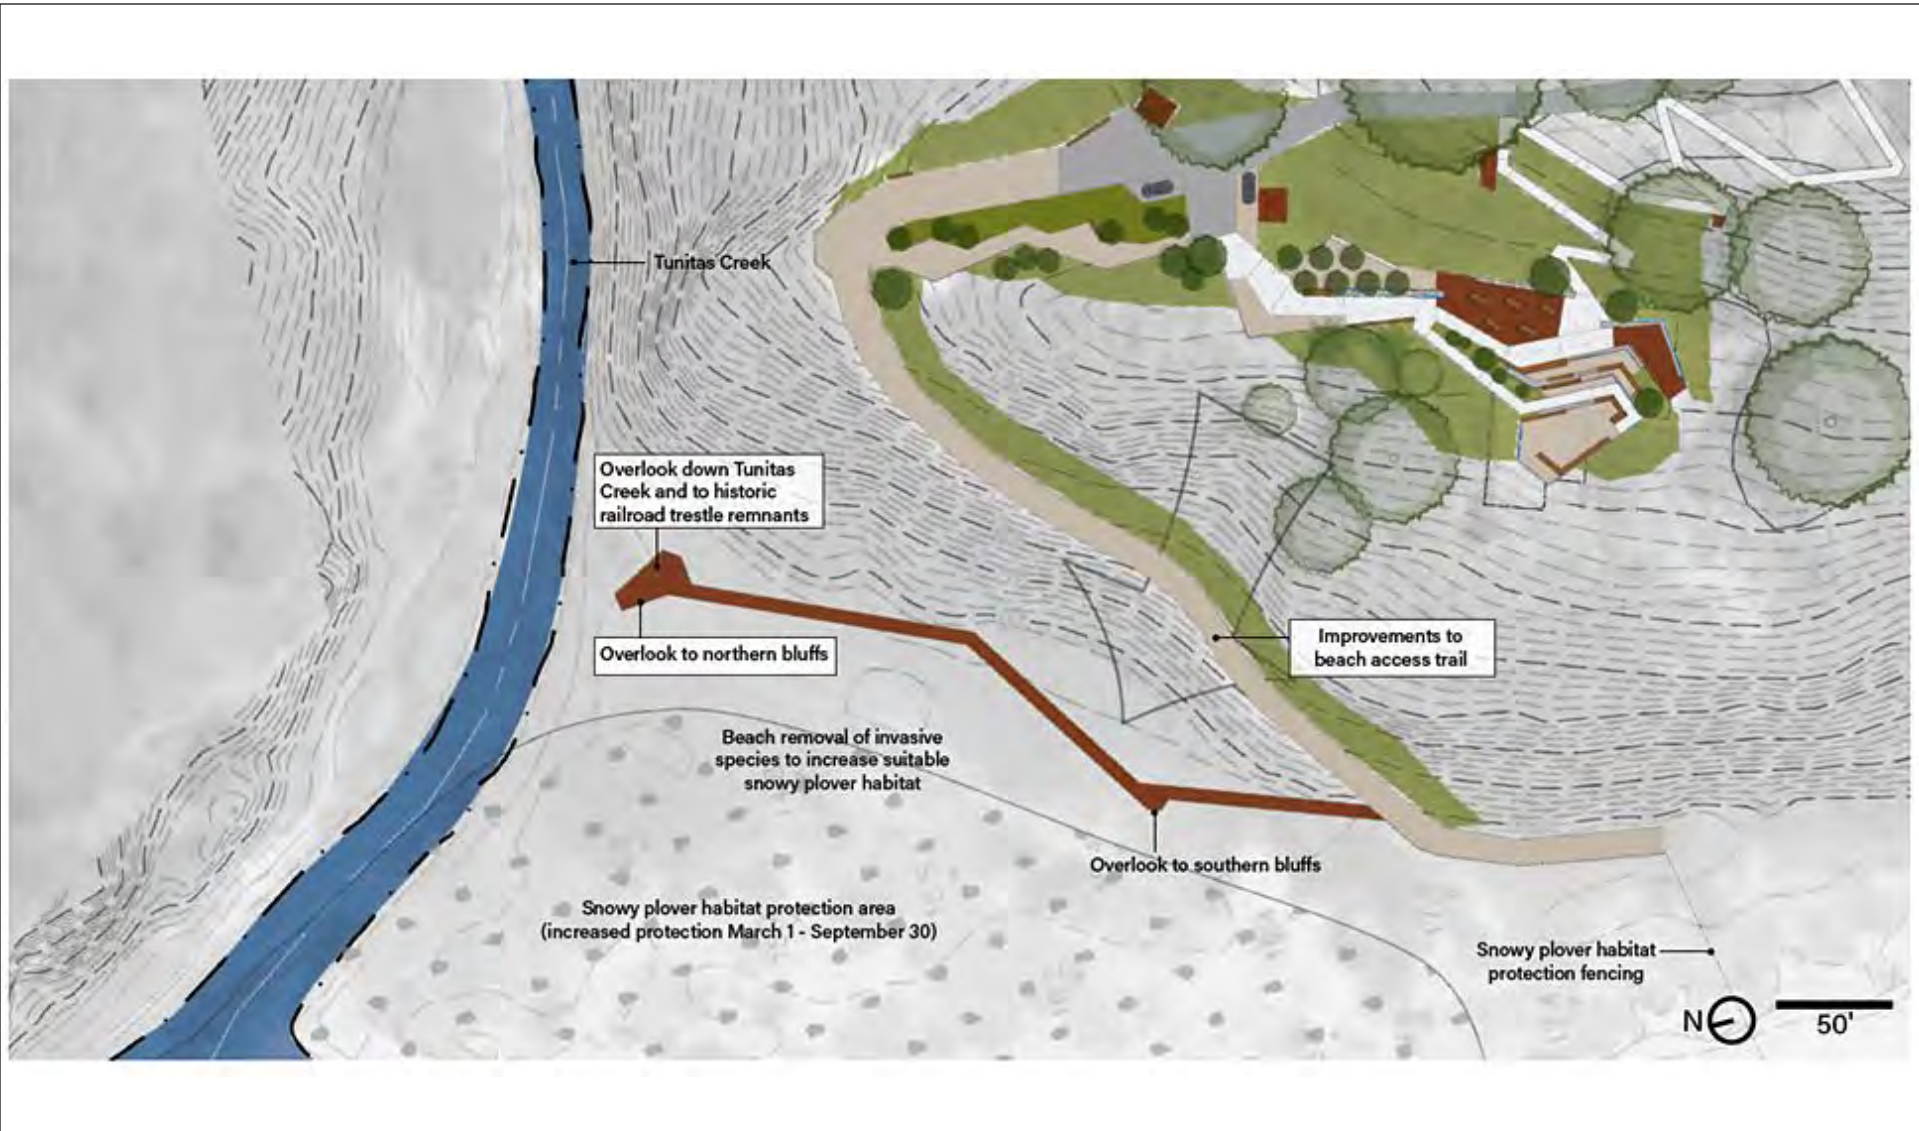 Tunitas Creek
Overlook down Tunitas
Creek and to historic
railroad trestle remnants
Overlook to northern bluffs
Improvements to
beach access trail
Beach removal of invasive
species to increase suitable
snowy plover habitat
Overlook to southern bluffs
Snowy plover habitat protection area
(increased protection March 1 - September 30)
Snowy plover habitat
protection fencing
N
50'